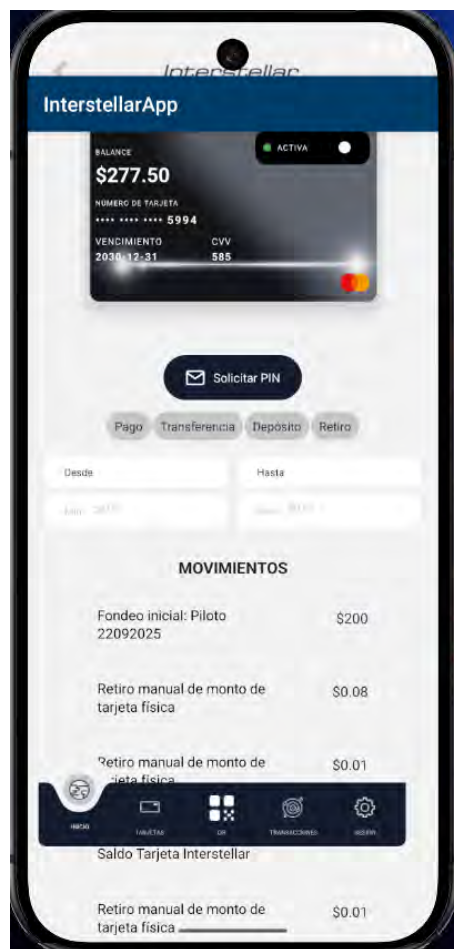 Interstellar
InterstellarApp
BALANCE
ACTIVA
$277.50
NÚMERO DE TARJETA
•••• •••• •••• 5994
VENCIMIENTO CVV
2030-12-31 585
Solicitar PIN
Pago Transferencia Depósito Retiro
Desde Hasta
MOVIMIENTOS
Fondeo inicial: Piloto
22092025
$200
Retiro manual de monto de
tarjeta física
$0.08
Retiro manual de monto de
tarjeta física
$0.01
INICIO TARJETAS QR TRANSACCIONES
Saldo Tarjeta Interstellar
Retiro manual de monto de
tarjeta física
$0.01